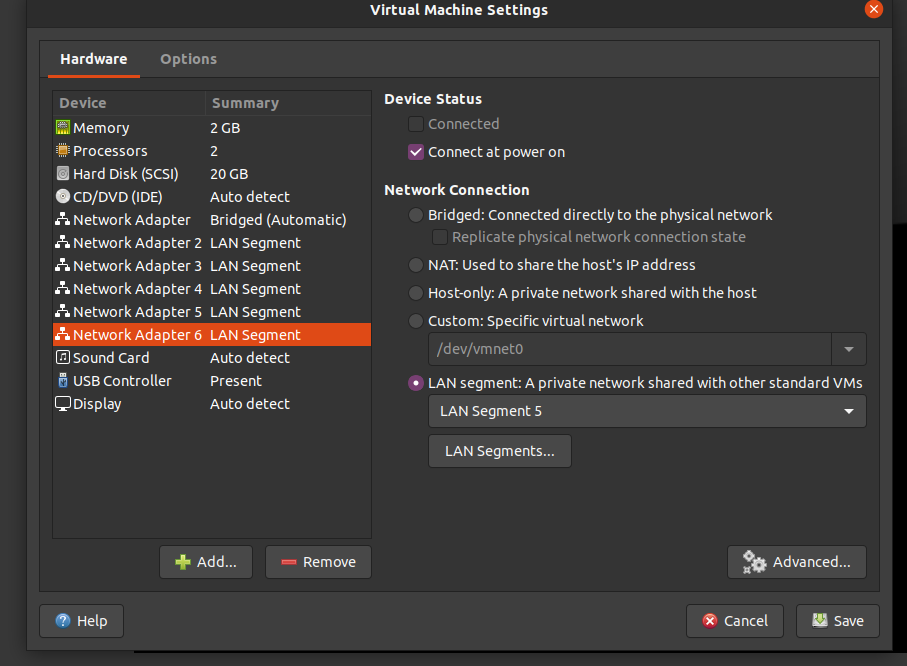 Virtual Machine Settings
Hardware Options
Device Summary
Memory 2 GB
Processors 2
Hard Disk (SCSI) 20 GB
CD/DVD (IDE) Auto detect
Network Adapter Bridged (Automatic)
Network Adapter 2 LAN Segment
Network Adapter 3 LAN Segment
Network Adapter 4 LAN Segment
Network Adapter 5 LAN Segment
Network Adapter 6 LAN Segment
Sound Card Auto detect
USB Controller Present
Display Auto detect
Add... Remove
Device Status
Connected
Connect at power on
Network Connection
Bridged: Connected directly to the physical network
Replicate physical network connection state
NAT: Used to share the host's IP address
Host-only: A private network shared with the host
Custom: Specific virtual network
/dev/vmnet0
LAN segment: A private network shared with other standard VMs
LAN Segment 5
LAN Segments...
Advanced...
Help Cancel Save